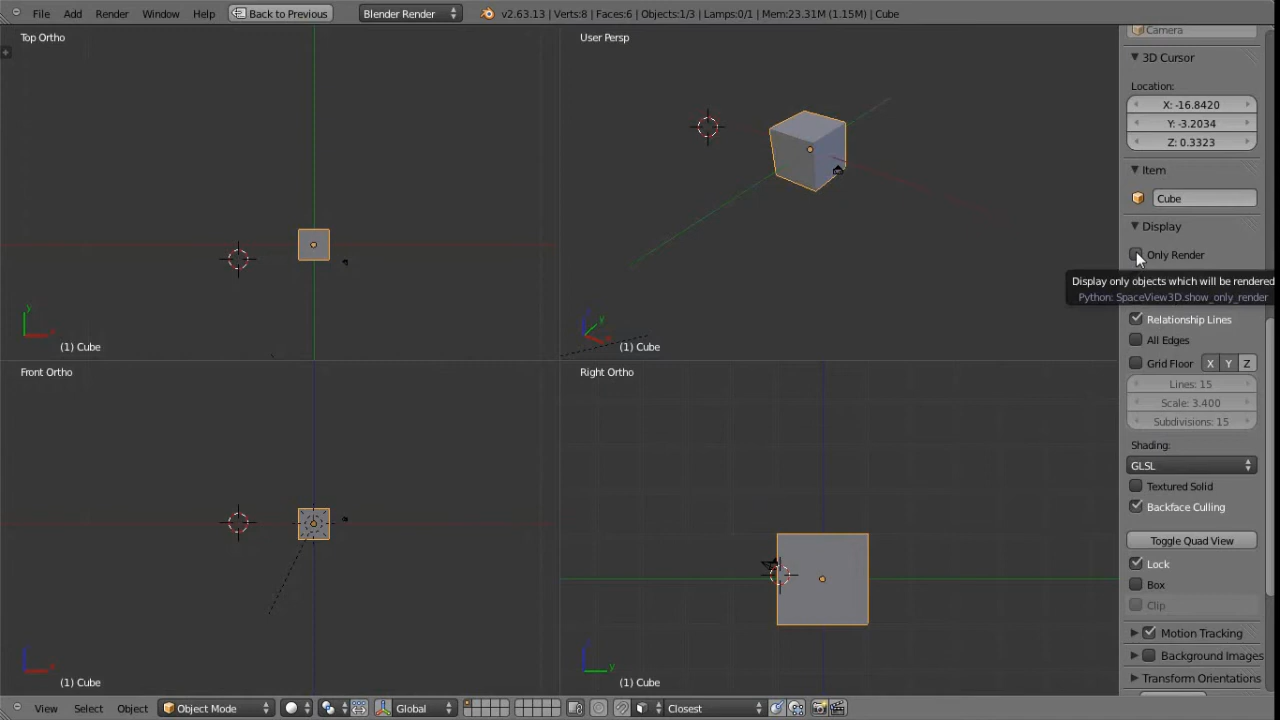 File Add Render Window Help Back to Previous Blender Render v2.63.13 | Verts:8 | Faces:6 | Objects:1/3 | Lamps:0/1 | Mem:23.31M (1.15M) | Cube
Top Ortho
y
x
(1) Cube
User Persp
y
x
(1) Cube
Front Ortho
x
(1) Cube
Right Ortho
y
(1) Cube
Camera
3D Cursor
Location:
X: -16.8420
Y: -3.2034
Z: 0.3323
Item
Cube
Display
Only Render
Display only objects which will be rendered
Python: SpaceView3D.show_only_render
Relationship Lines
All Edges
Grid Floor X Y Z
Lines: 15
Scale: 3.400
Subdivisions: 15
Shading:
GLSL
Textured Solid
Backface Culling
Toggle Quad View
Lock
Box
Clip
Motion Tracking
Background Images
Transform Orientations
View Select Object Object Mode Global Closest